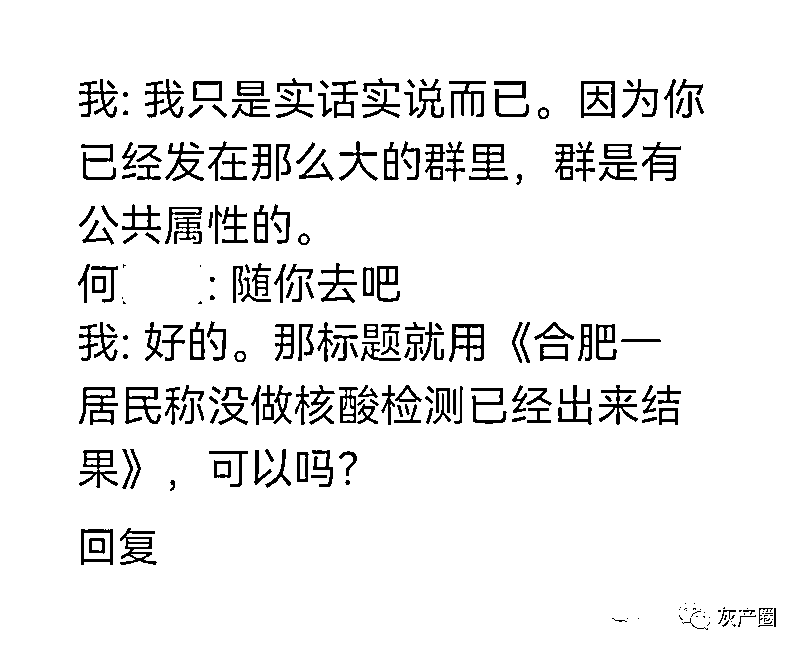 我: 我只是实话实说而已。因为你
已经发在那么大的群里，群是有
公共属性的。
何 : 随你去吧
我: 好的。那标题就用《合肥一
居民称没做核酸检测已经出来结
果》，可以吗？
回复
灰产圈